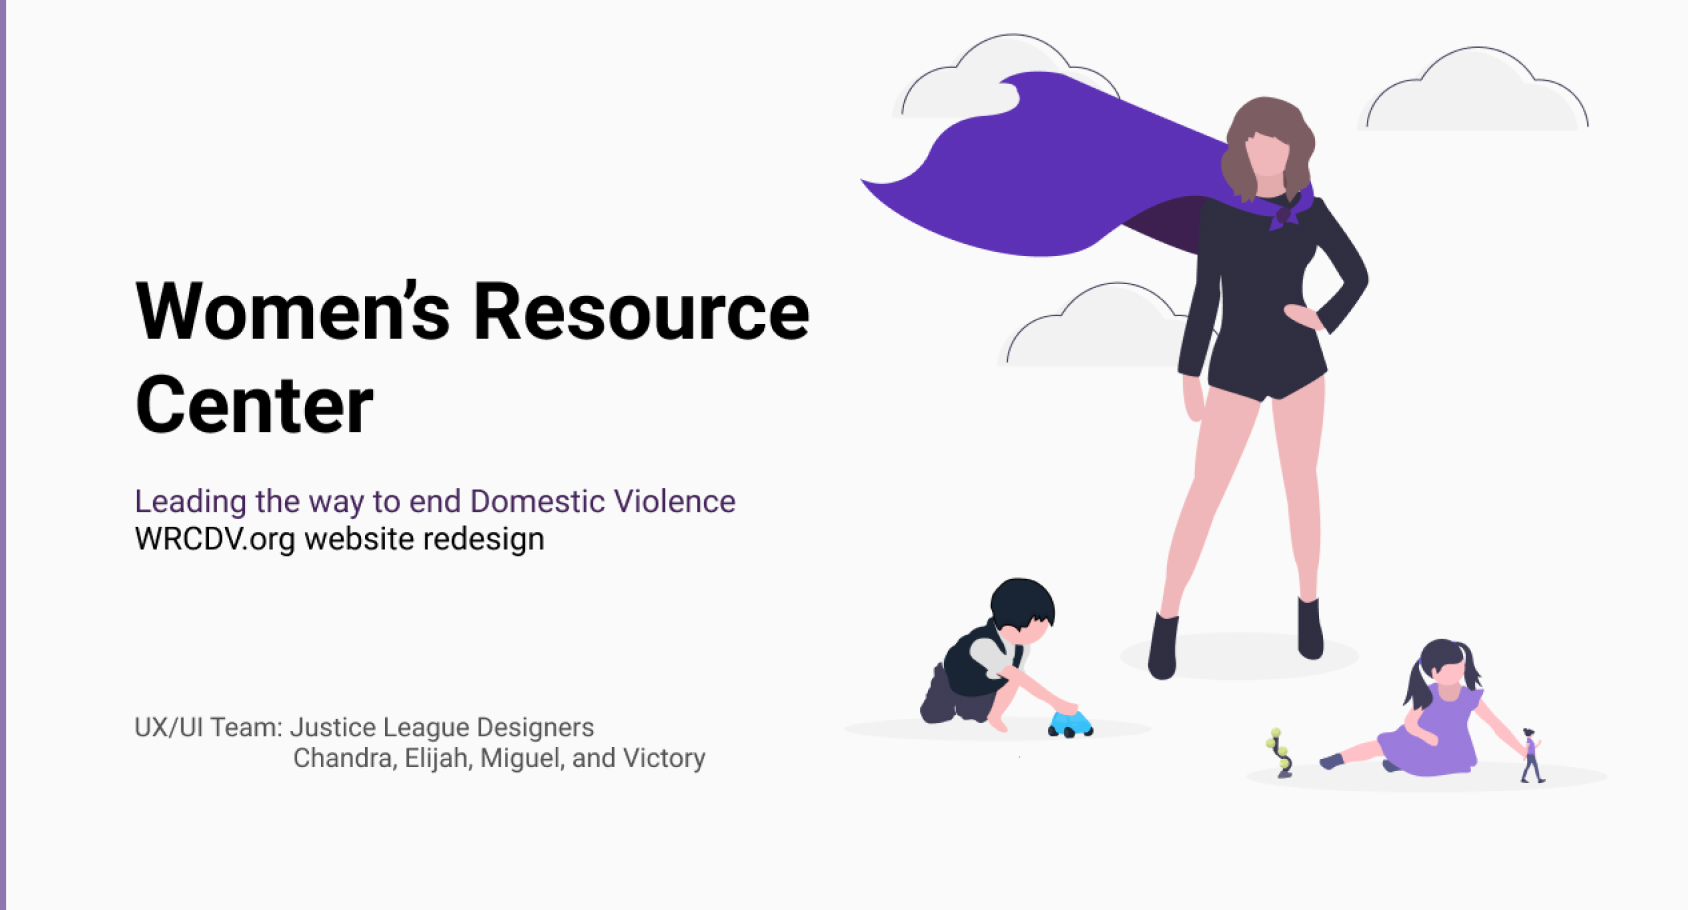 Women’s Resource
Center
Leading the way to end Domestic Violence
WRCDV.org website redesign
UX/UI Team: Justice League Designers
Chandra, Elijah, Miguel, and Victory